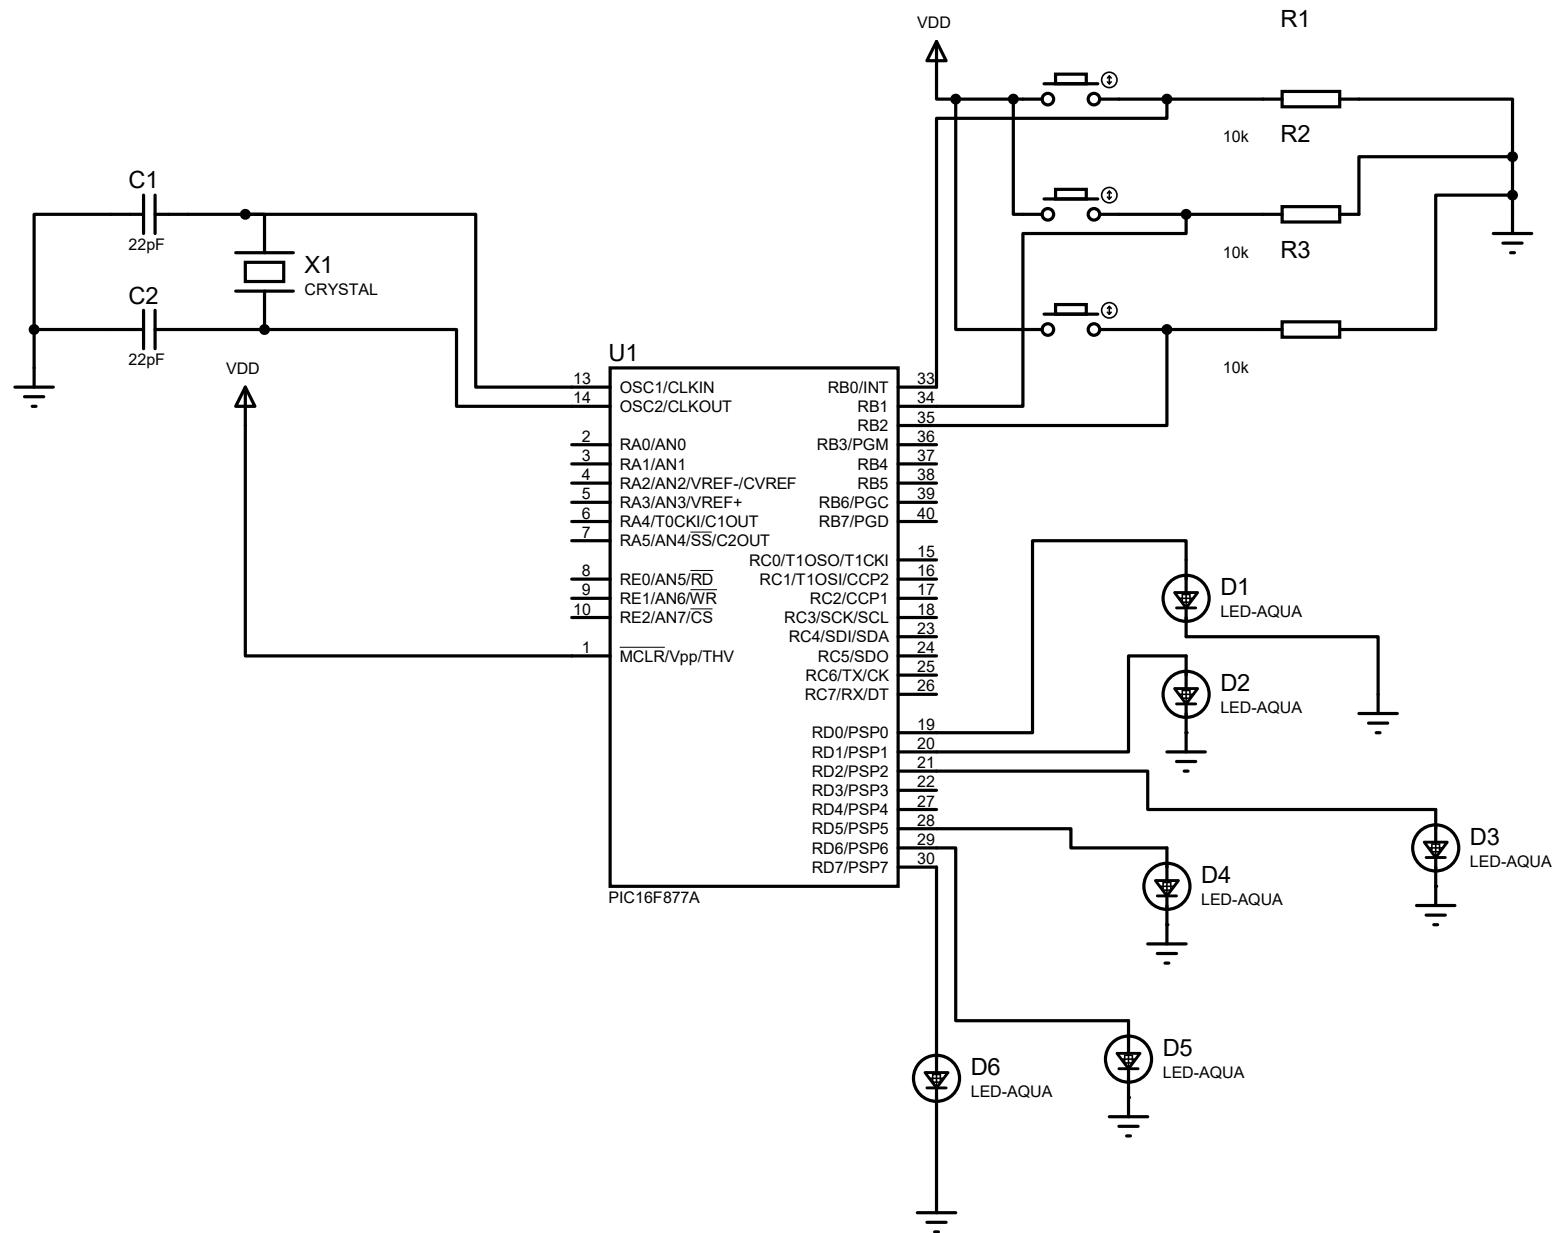 VDD
R1
10k
R2
10k
R3
10k
C1
22pF
X1
CRYSTAL
C2
22pF
VDD
U1
13
OSC1/CLKIN
14
OSC2/CLKOUT
2
RA0/AN0
3
RA1/AN1
4
RA2/AN2/VREF-/CVREF
5
RA3/AN3/VREF+
6
RA4/T0CKI/C1OUT
7
RA5/AN4/SS/C2OUT
8
RE0/AN5/RD
9
RE1/AN6/WR
10
RE2/AN7/CS
1
MCLR/Vpp/THV
RB0/INT
33
RB1
34
RB2
35
RB3/PGM
36
RB4
37
RB5
38
RB6/PGC
39
RB7/PGD
40
RC0/T1OSO/T1CKI
15
RC1/T1OSI/CCP2
16
RC2/CCP1
17
RC3/SCK/SCL
18
RC4/SDI/SDA
23
RC5/SDO
24
RC6/TX/CK
25
RC7/RX/DT
26
RD0/PSP0
19
RD1/PSP1
20
RD2/PSP2
21
RD3/PSP3
22
RD4/PSP4
27
RD5/PSP5
28
RD6/PSP6
29
RD7/PSP7
30
PIC16F877A
D1
LED-AQUA
D2
LED-AQUA
D3
LED-AQUA
D4
LED-AQUA
D5
LED-AQUA
D6
LED-AQUA